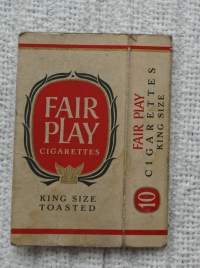 FAIR
PLAY
CIGARETTES
KING SIZE
TOASTED
FAIR PLAY
CIGARETTES
KING SIZE
10